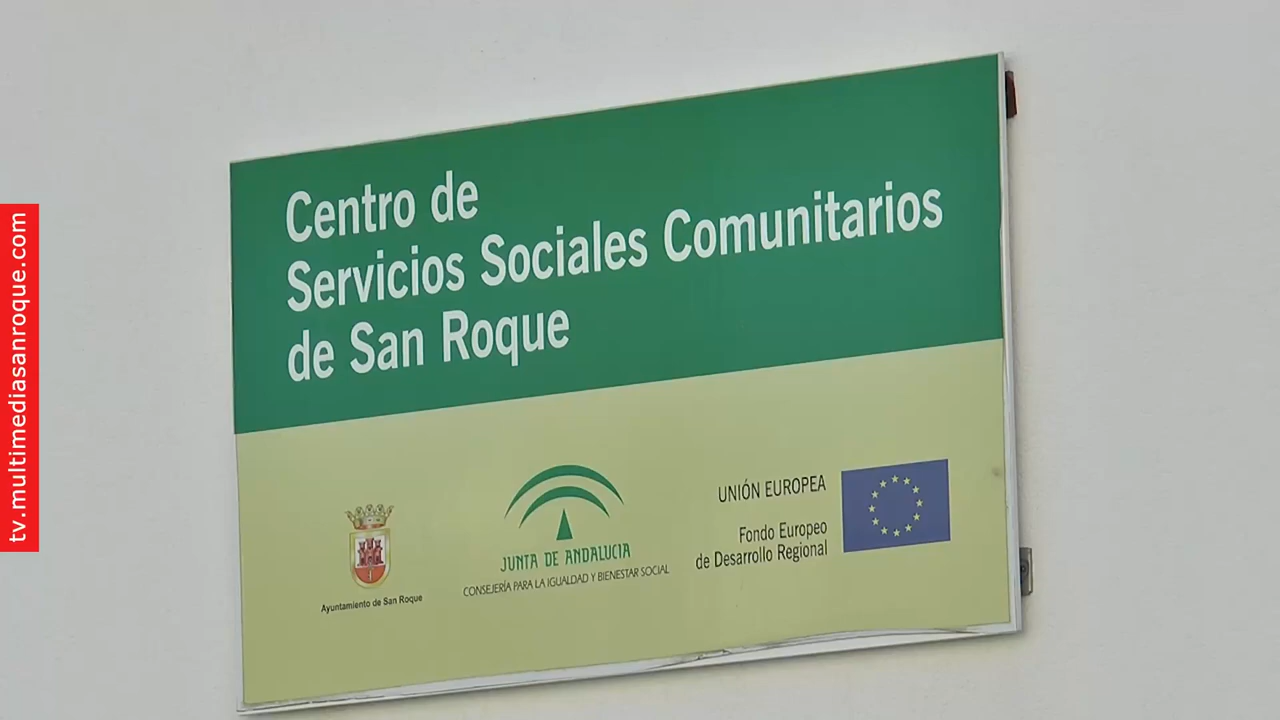 tv.multimediasanroque.com
Centro de
Servicios Sociales Comunitarios
de San Roque
Ayuntamiento de San Roque
JUNTA DE ANDALUCIA
CONSEJERÍA PARA LA IGUALDAD Y BIENESTAR SOCIAL
UNIÓN EUROPEA
Fondo Europeo
de Desarrollo Regional